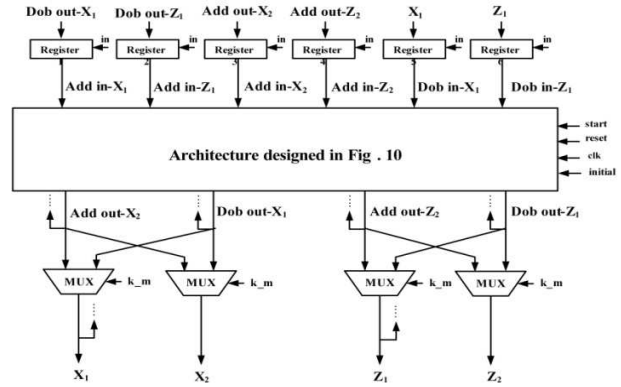 Dob out-X1 Dob out-Z1 Add out-X2 Add out-Z2 X1 Z1
Register 1 in Register 2 in Register 3 in Register 4 in Register 5 in Register 6 in
Add in-X1 Add in-Z1 Add in-X2 Add in-Z2 Dob in-X1 Dob in-Z1
Architecture designed in Fig . 10
start
reset
clk
initial
Add out-X2 Dob out-X1 Add out-Z2 Dob out-Z1
MUX k_m MUX k_m MUX k_m MUX k_m
X1 X2 Z1 Z2